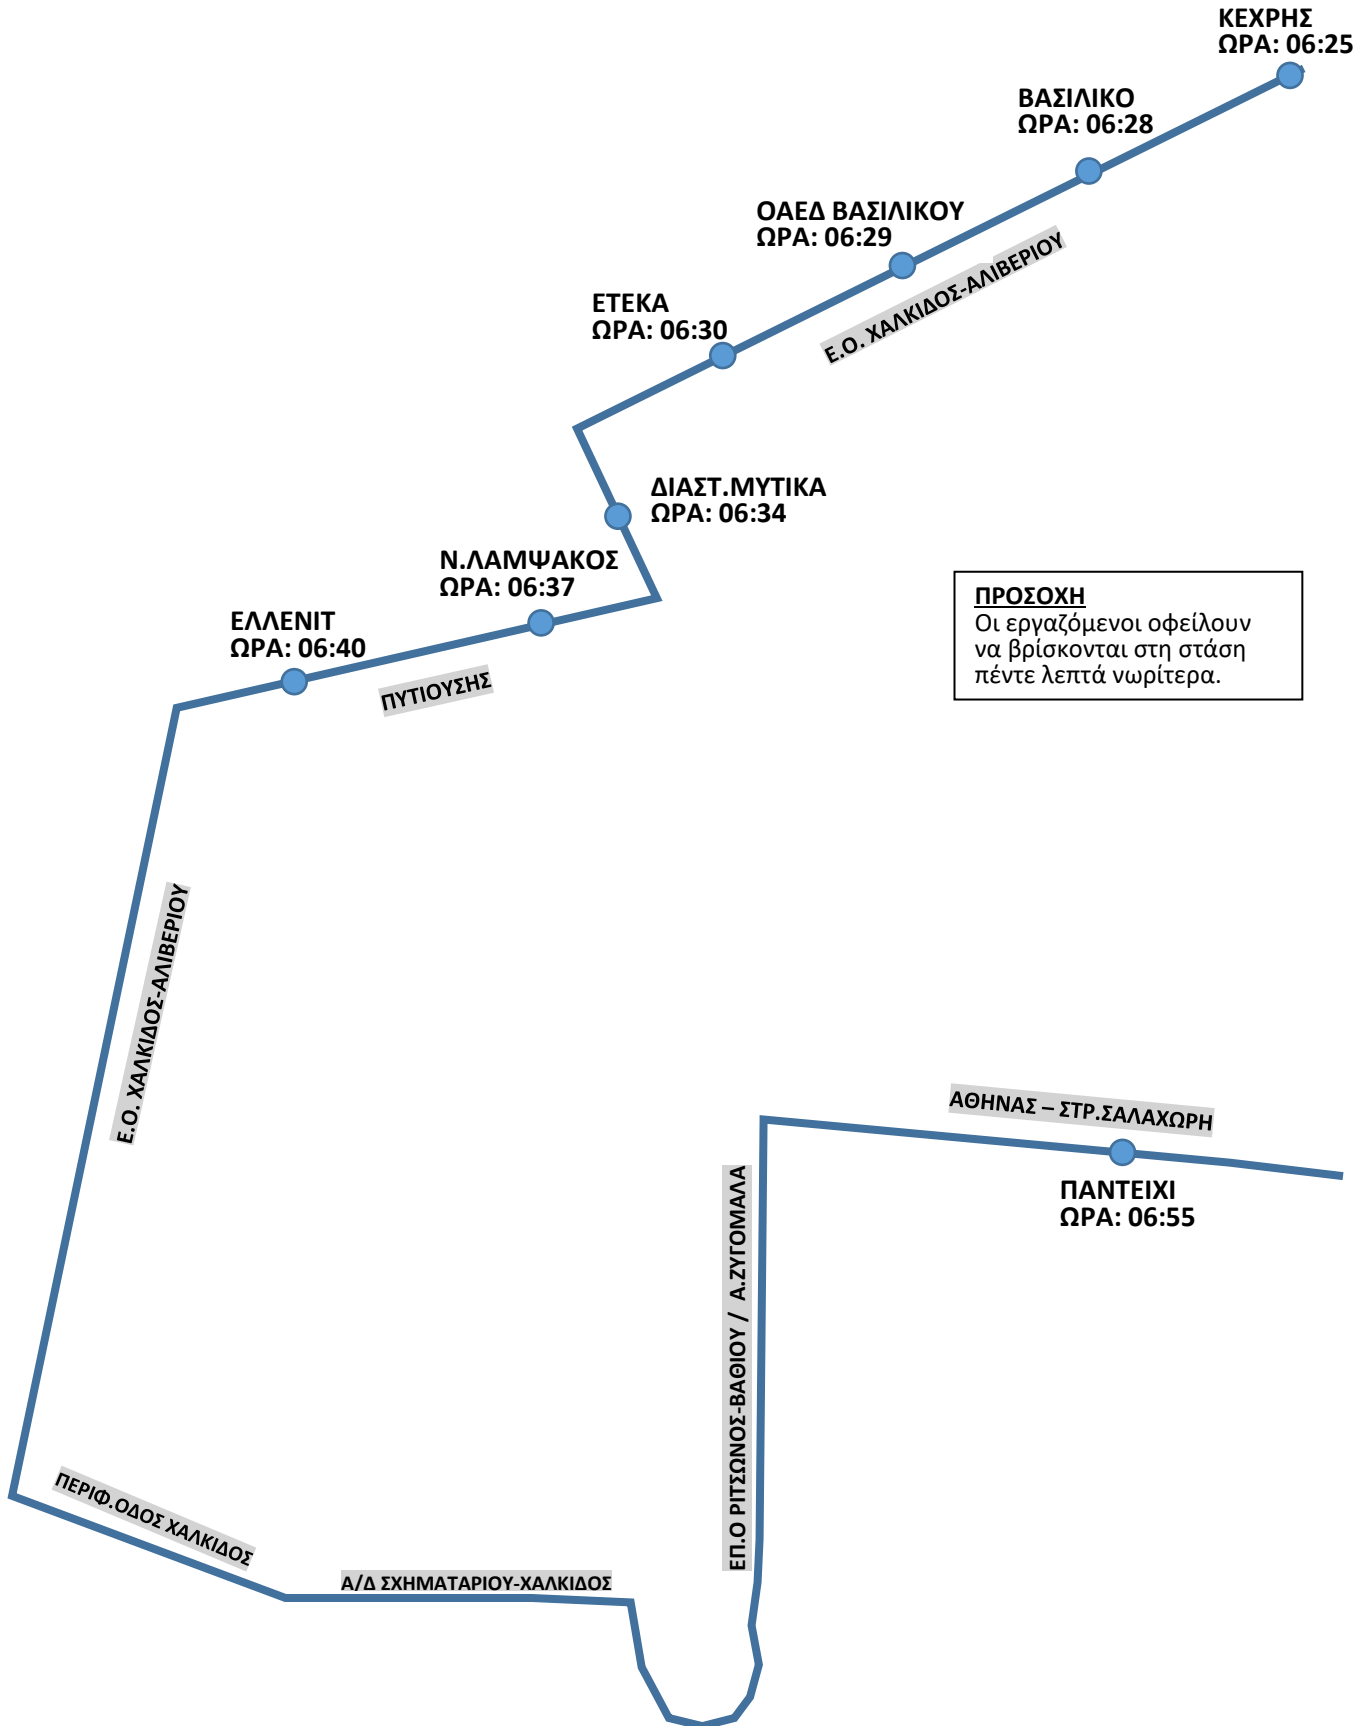 ΚΕΧΡΗΣ
ΩΡΑ: 06:25
ΒΑΣΙΛΙΚΟ
ΩΡΑ: 06:28
ΟΑΕΔ ΒΑΣΙΛΙΚΟΥ
ΩΡΑ: 06:29
Ε.Ο. ΧΑΛΚΙΔΟΣ-ΑΛΙΒΕΡΙΟΥ
ΕΤΕΚΑ
ΩΡΑ: 06:30
ΔΙΑΣΤ.ΜΥΤΙΚΑ
ΩΡΑ: 06:34
Ν.ΛΑΜΨΑΚΟΣ
ΩΡΑ: 06:37
ΕΛΛΕΝΙΤ
ΩΡΑ: 06:40
ΠΥΤΙΟΥΣΗΣ
ΠΡΟΣΟΧΗ
Οι εργαζόμενοι οφείλουν
να βρίσκονται στη στάση
πέντε λεπτά νωρίτερα.
Ε.Ο. ΧΑΛΚΙΔΟΣ-ΑΛΙΒΕΡΙΟΥ
ΑΘΗΝΑΣ – ΣΤΡ.ΣΑΛΑΧΩΡΗ
ΠΑΝΤΕΙΧΙ
ΩΡΑ: 06:55
ΕΠ.Ο ΡΙΤΣΩΝΟΣ-ΒΑΘΙΟΥ / Α.ΖΥΓΟΜΑΛΑ
ΠΕΡΙΦ.ΟΔΟΣ ΧΑΛΚΙΔΟΣ
Α/Δ ΣΧΗΜΑΤΑΡΙΟΥ-ΧΑΛΚΙΔΟΣ